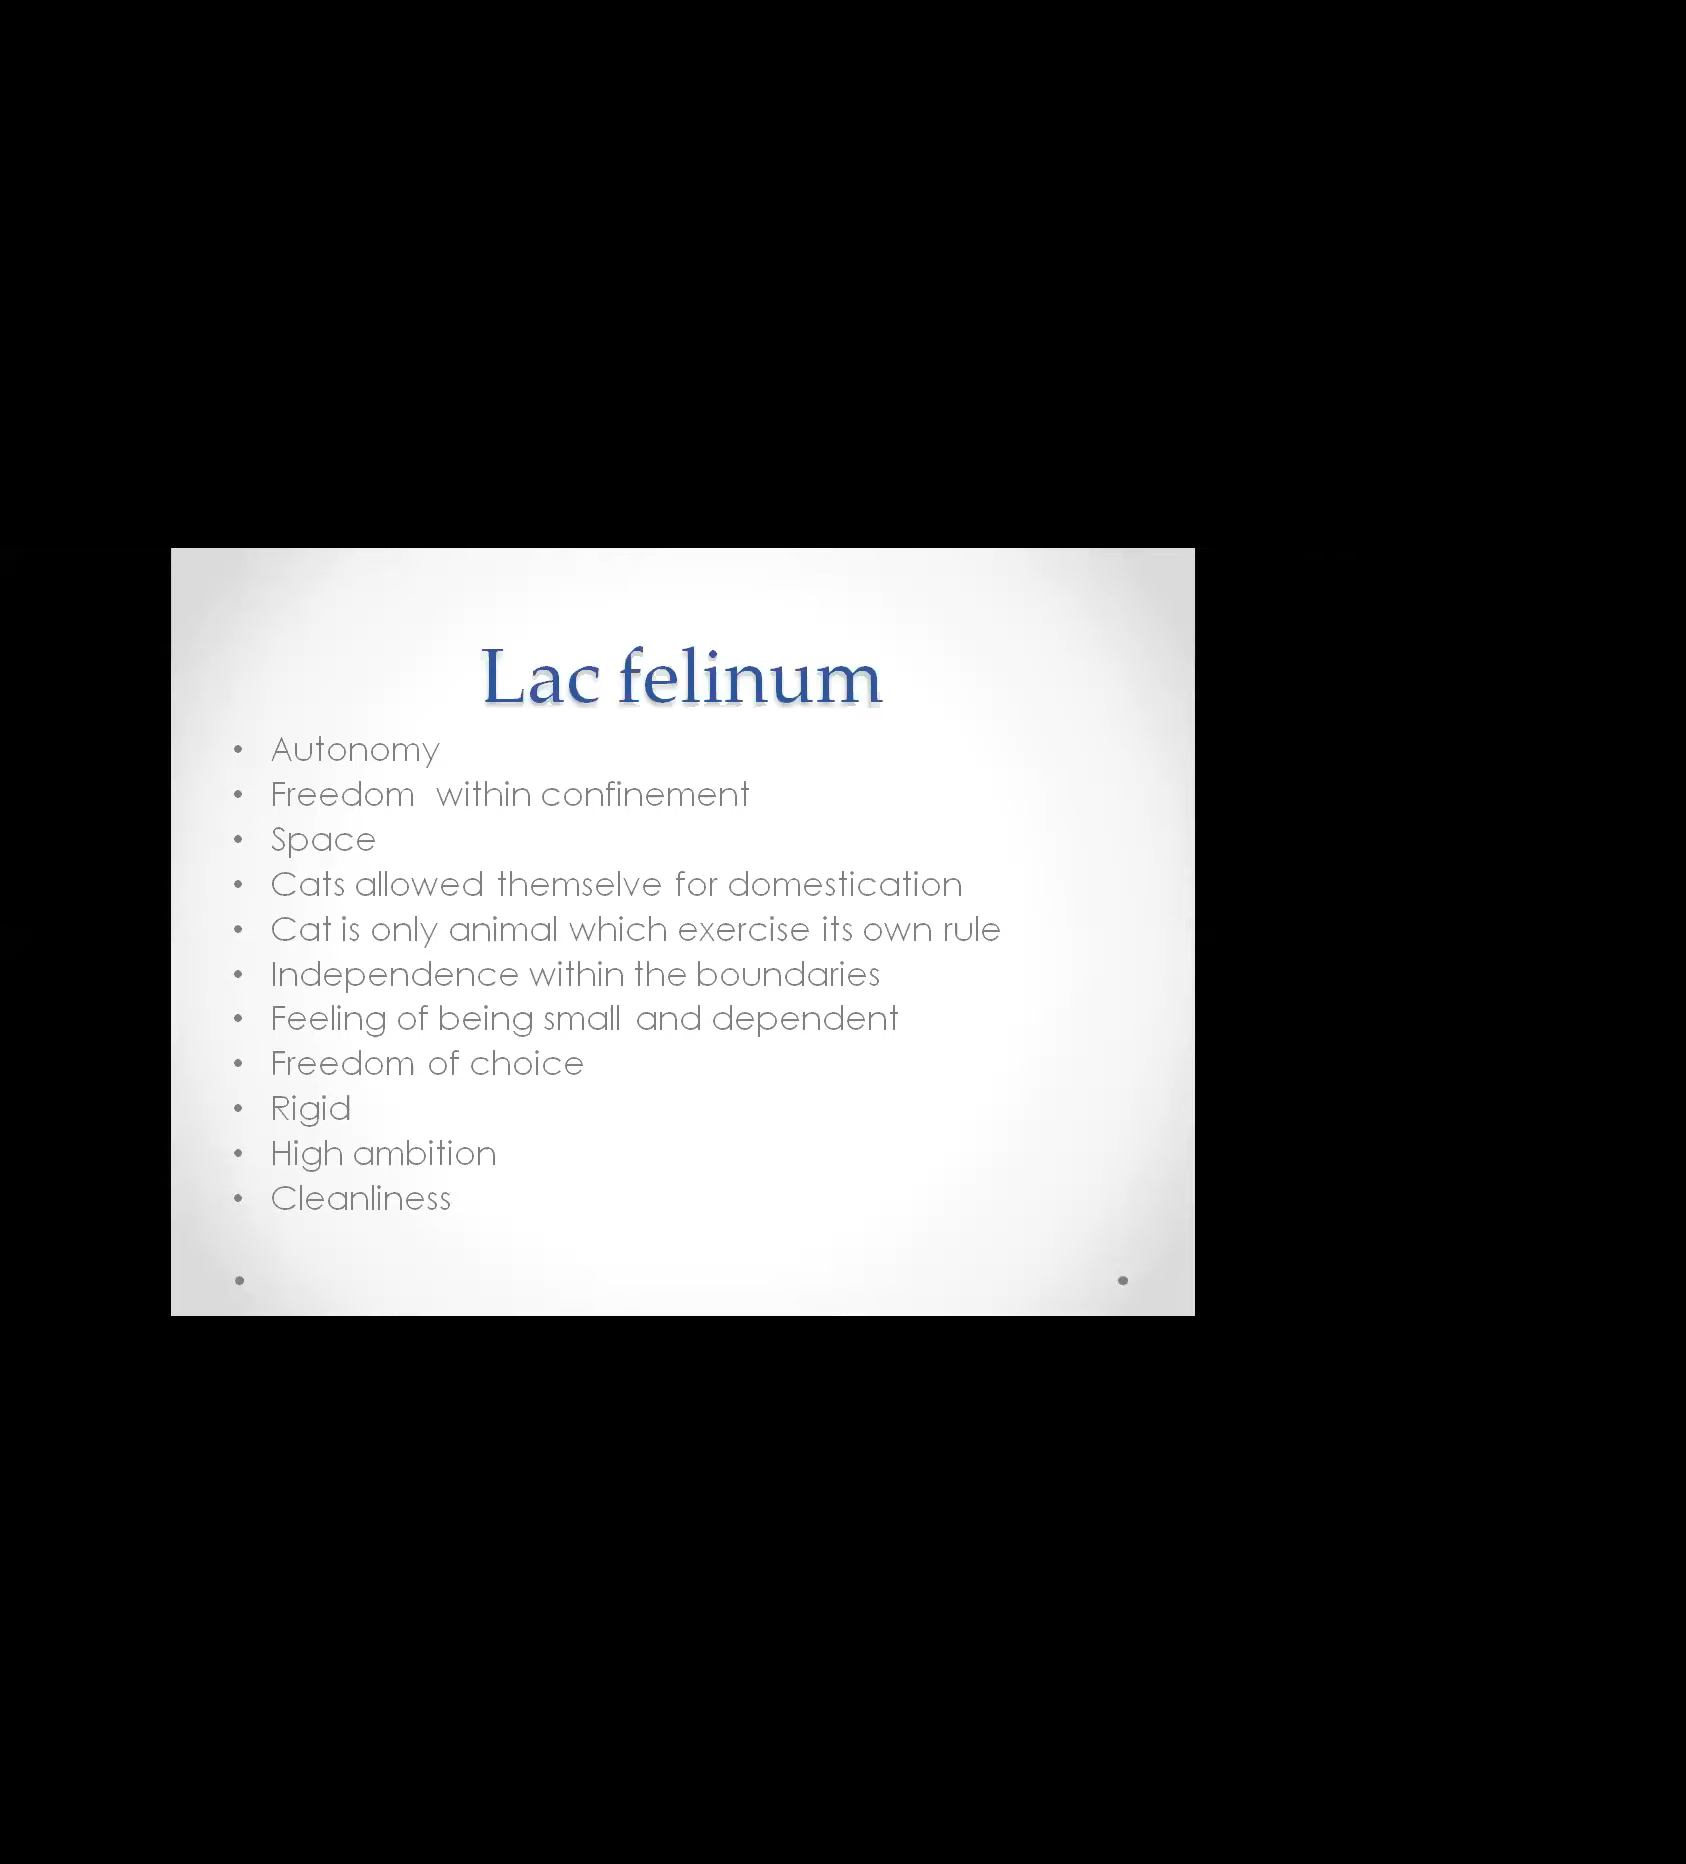 Lac felinum
• Autonomy
• Freedom  within confinement
• Space
• Cats allowed themselve for domestication
• Cat is only animal which exercise its own rule
• Independence within the boundaries
• Feeling of being small and dependent
• Freedom of choice
• Rigid
• High ambition
• Cleanliness